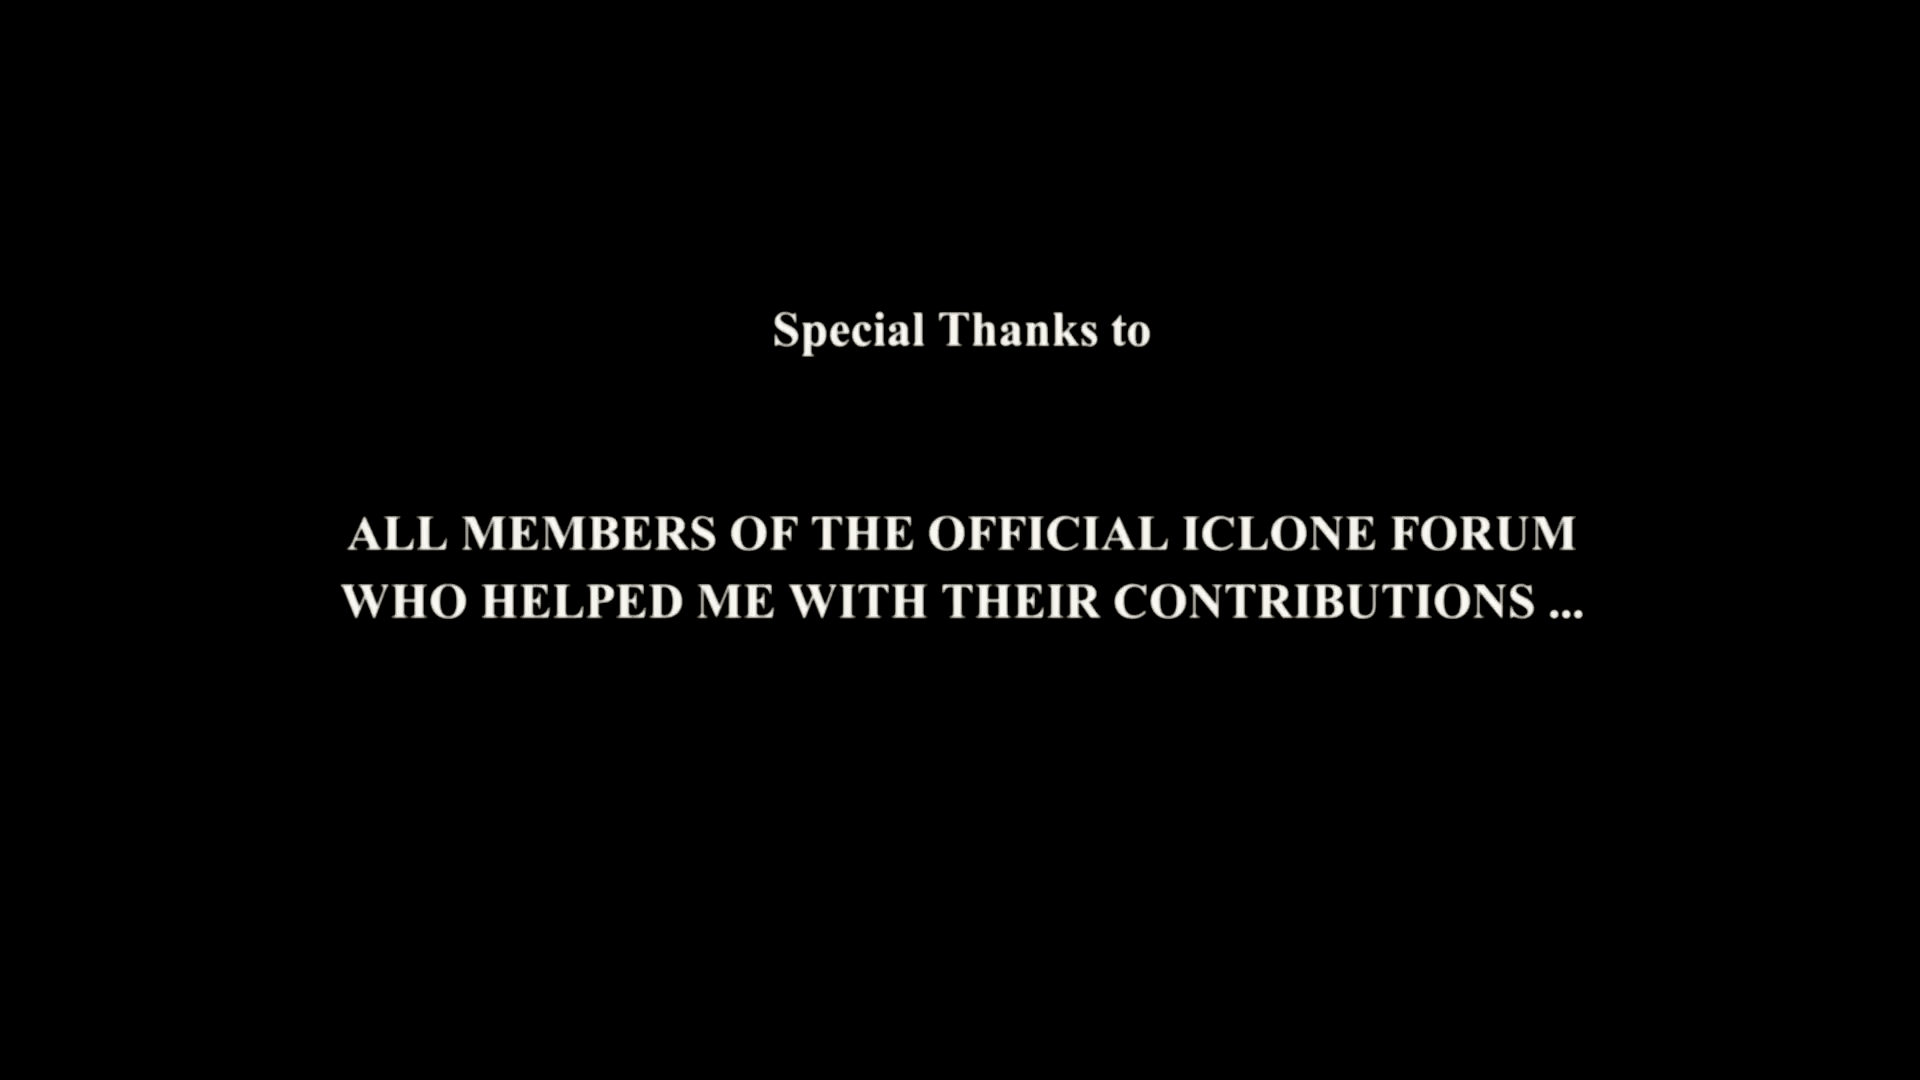 Special Thanks to
ALL MEMBERS OF THE OFFICIAL ICLONE FORUM
WHO HELPED ME WITH THEIR CONTRIBUTIONS ...